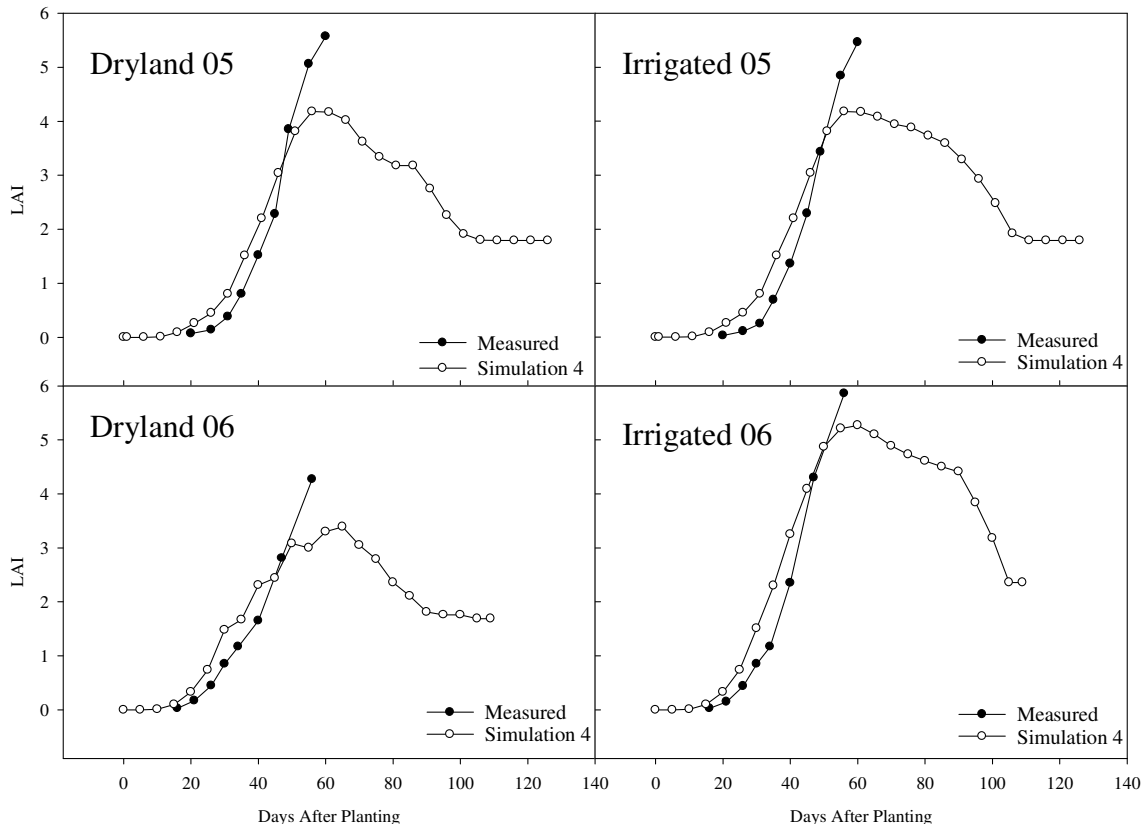 6
5
4
3
2
1
0
LAI
Dryland 05
Measured
Simulation 4
Irrigated 05
Measured
Simulation 4
6
5
4
3
2
1
0
LAI
Dryland 06
Measured
Simulation 4
Irrigated 06
Measured
Simulation 4
0 20 40 60 80 100 120 140
Days After Planting
0 20 40 60 80 100 120 140
Days After Planting